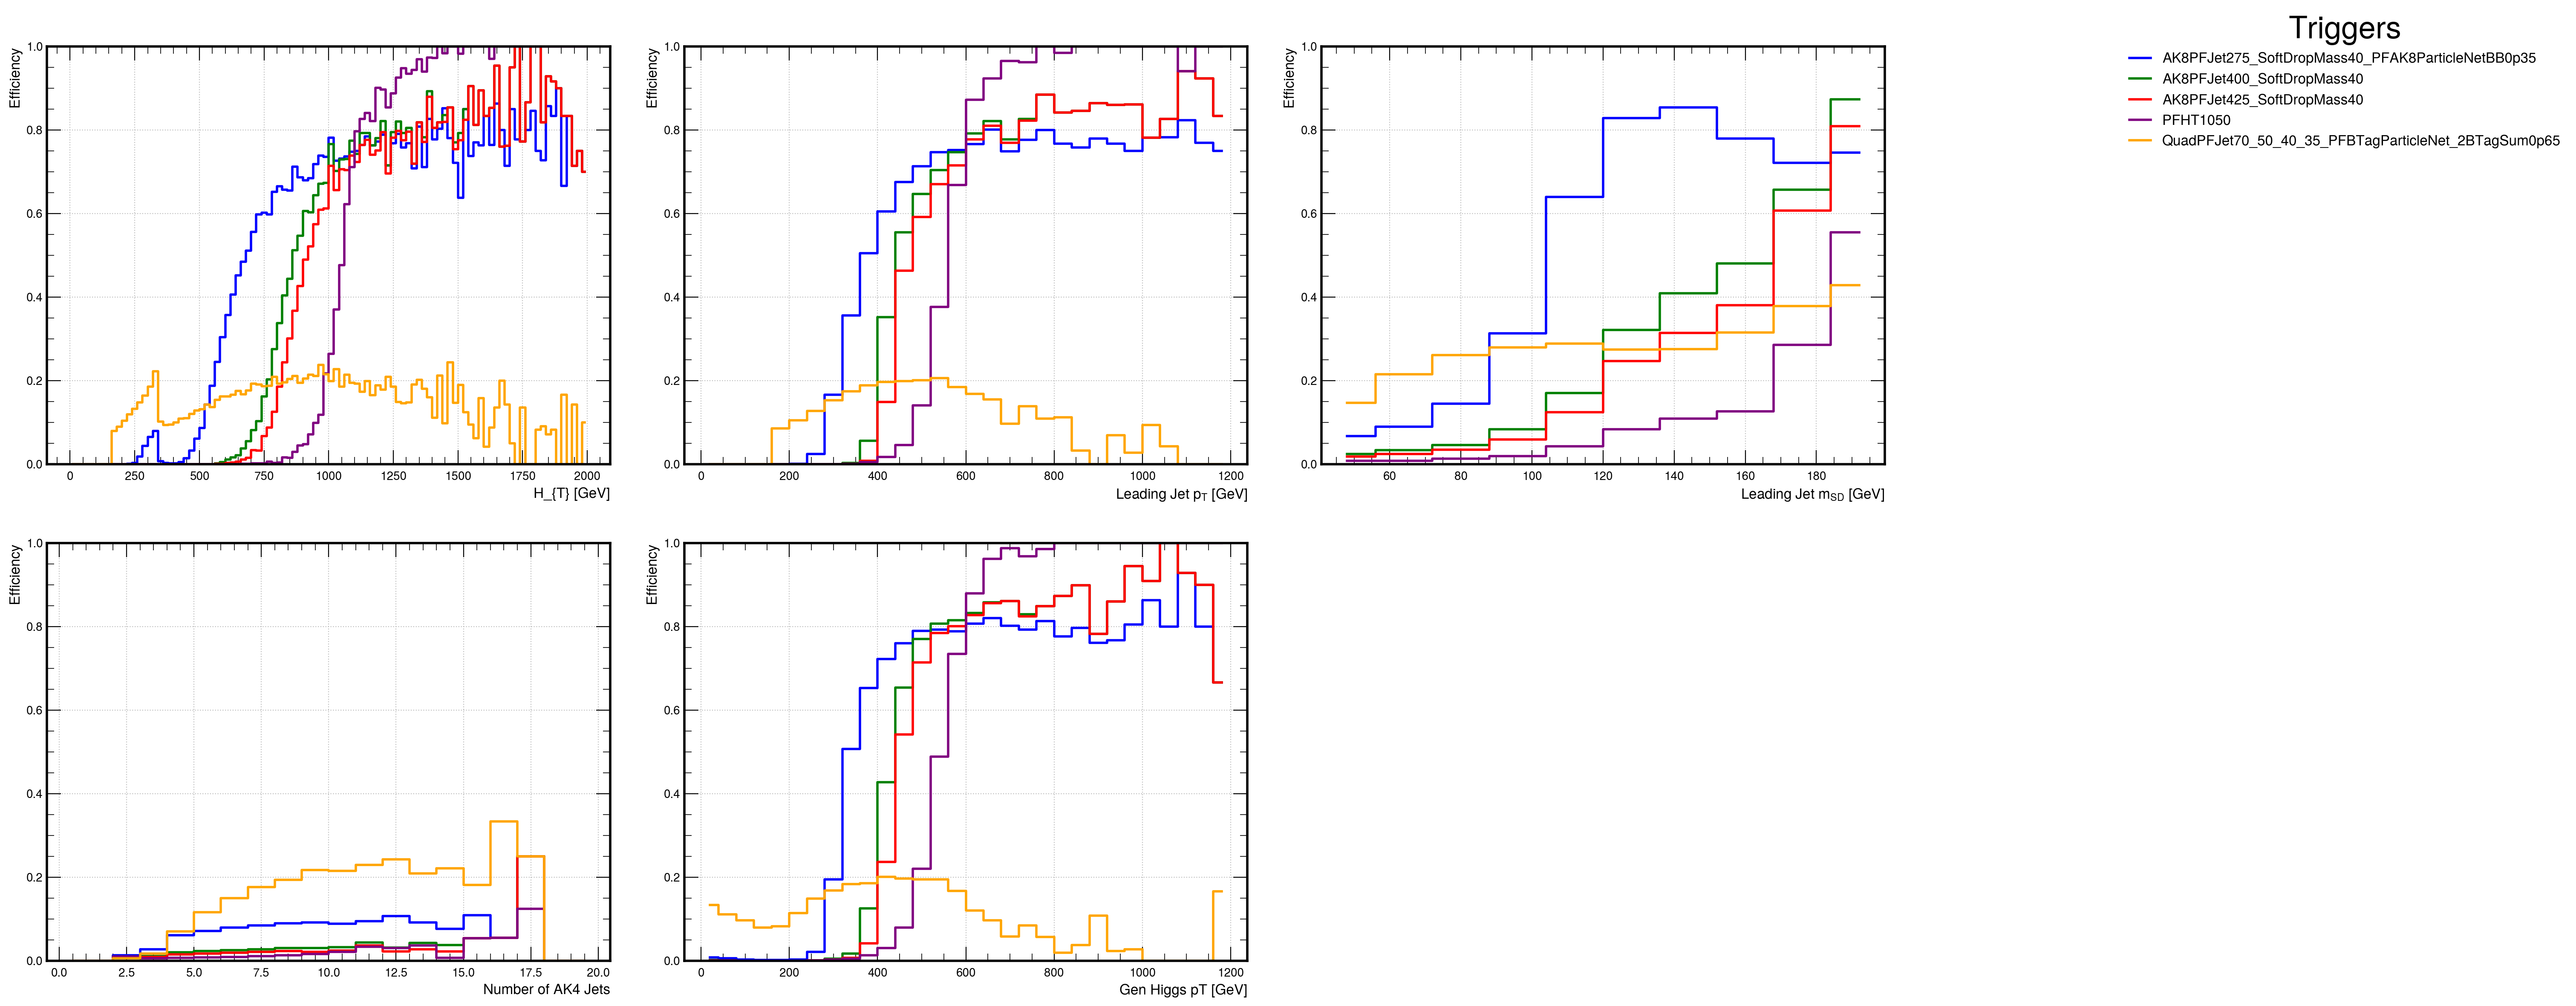 Triggers
AK8PFJet275_SoftDropMass40_PFAK8ParticleNetBB0p35
AK8PFJet400_SoftDropMass40
AK8PFJet425_SoftDropMass40
PFHT1050
QuadPFJet70_50_40_35_PFBTagParticleNet_2BTagSum0p65
Efficiency
1.0
0.8
0.6
0.4
0.2
0.0
0 250 500 750 1000 1250 1500 1750 2000
H_{T} [GeV]
Efficiency
1.0
0.8
0.6
0.4
0.2
0.0
0 200 400 600 800 1000 1200
Leading Jet pT [GeV]
Efficiency
1.0
0.8
0.6
0.4
0.2
0.0
60 80 100 120 140 160 180
Leading Jet mSD [GeV]
Efficiency
1.0
0.8
0.6
0.4
0.2
0.0
0.0 2.5 5.0 7.5 10.0 12.5 15.0 17.5 20.0
Number of AK4 Jets
Efficiency
1.0
0.8
0.6
0.4
0.2
0.0
0 200 400 600 800 1000 1200
Gen Higgs pT [GeV]